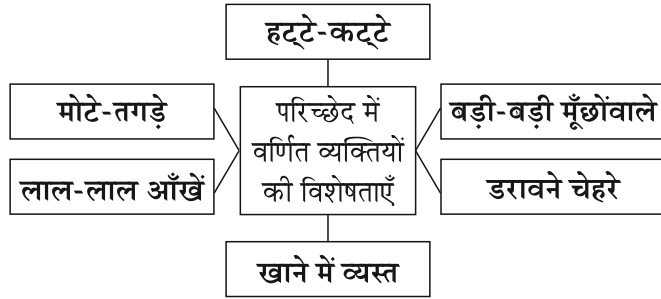 हट्टे-कट्टे
मोटे-तगड़े
परिच्छेद में
वर्णित व्यक्तियों
की विशेषताएँ
बड़ी-बड़ी मूँछोंवाले
लाल-लाल आँखें
डरावने चेहरे
खाने में व्यस्त